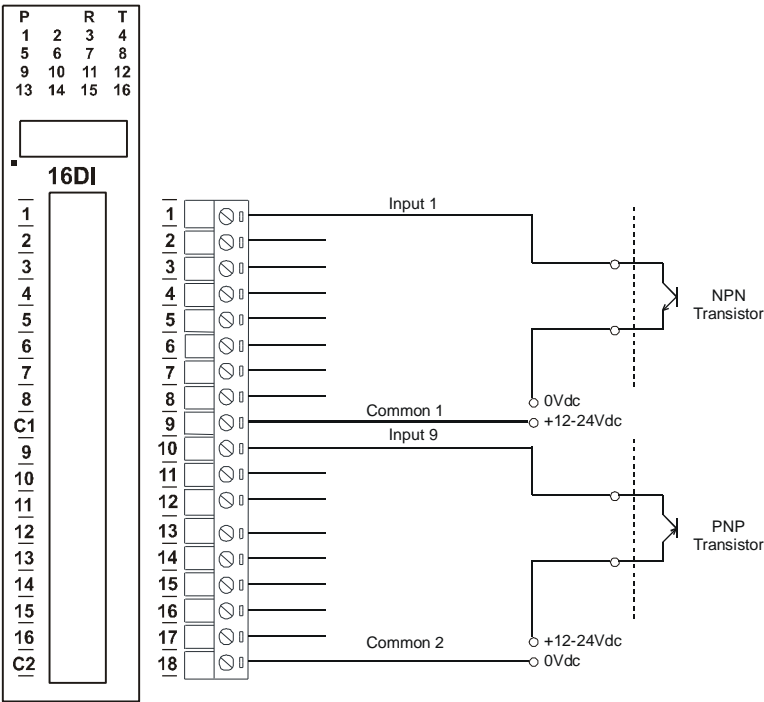 P R T
1 2 3 4
5 6 7 8
9 10 11 12
13 14 15 16
16DI
1
2
3
4
5
6
7
8
C1
9
10
11
12
13
14
15
16
C2
1
2
3
4
5
6
7
8
9
10
11
12
13
14
15
16
17
18
Input 1
NPN
Transistor
0Vdc
Common 1
+12-24Vdc
Input 9
PNP
Transistor
+12-24Vdc
Common 2
0Vdc